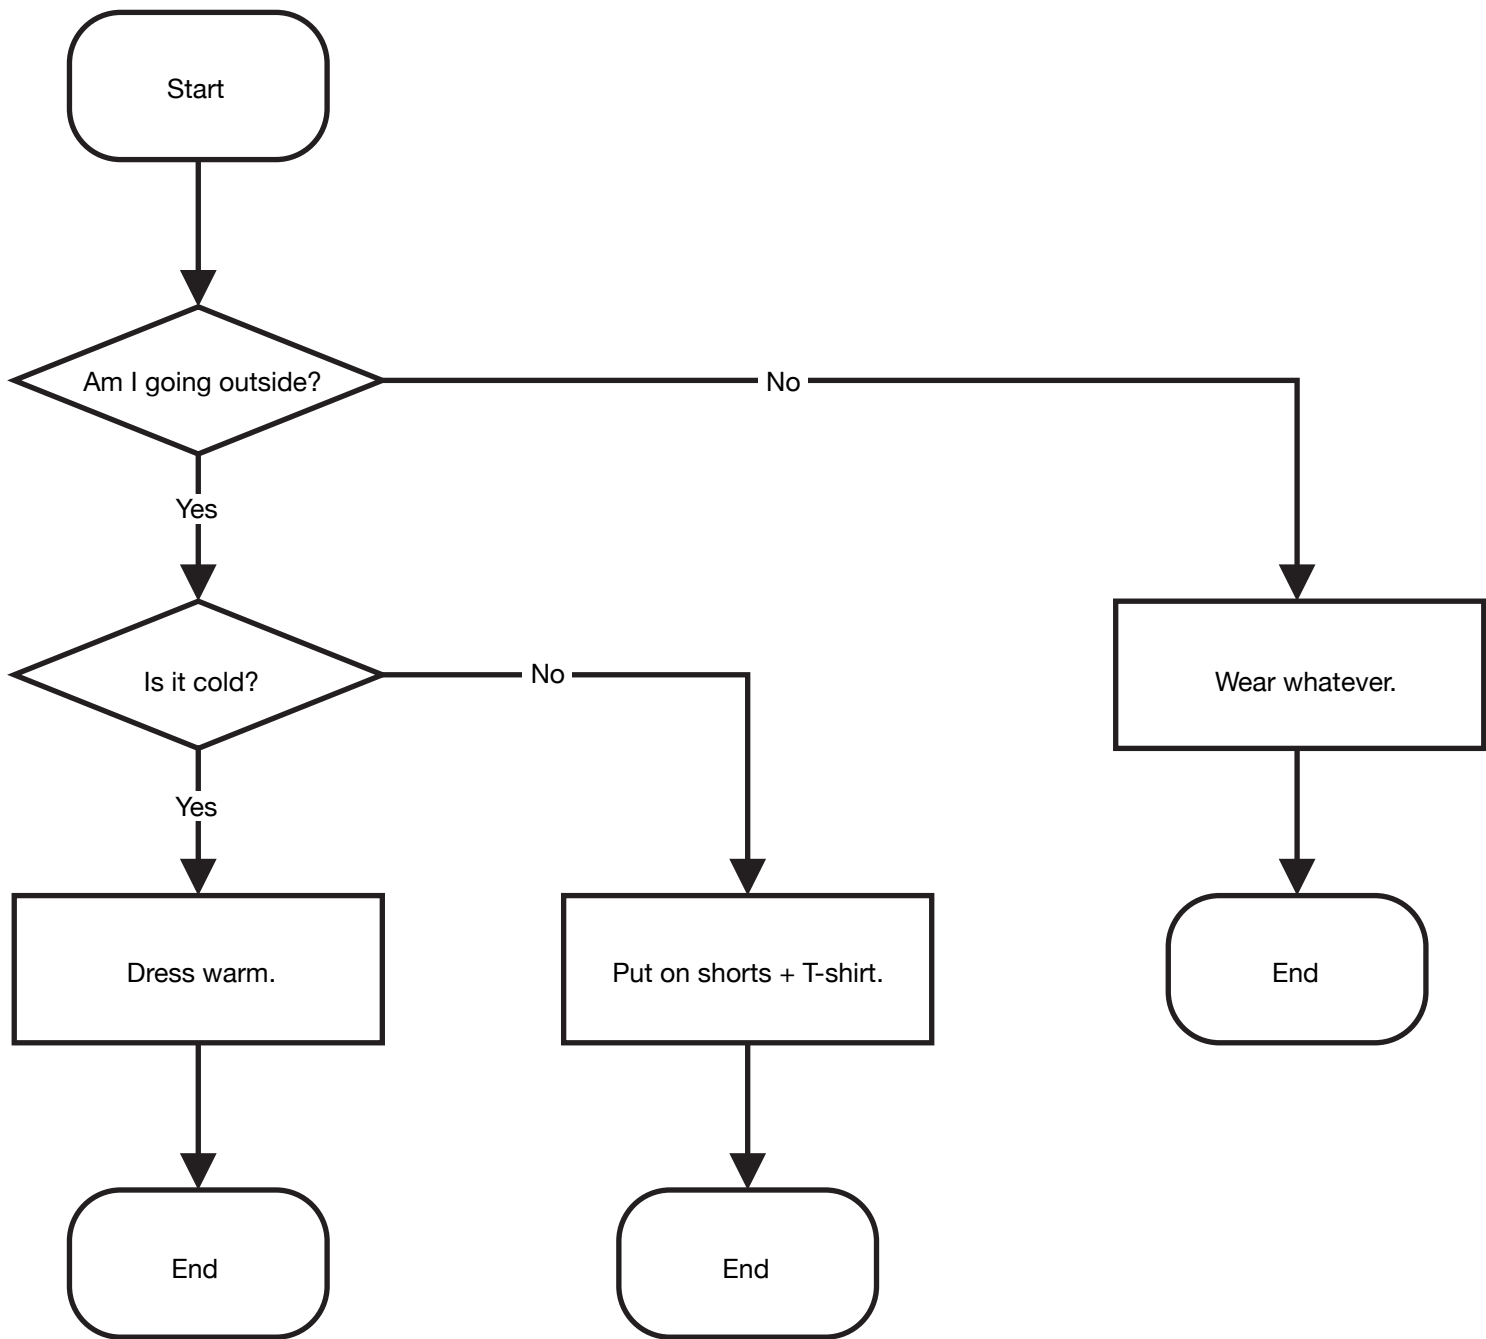 Start
Am I going outside?
No
Yes
Is it cold?
No
Wear whatever.
Yes
Dress warm.
Put on shorts + T-shirt.
End
End
End